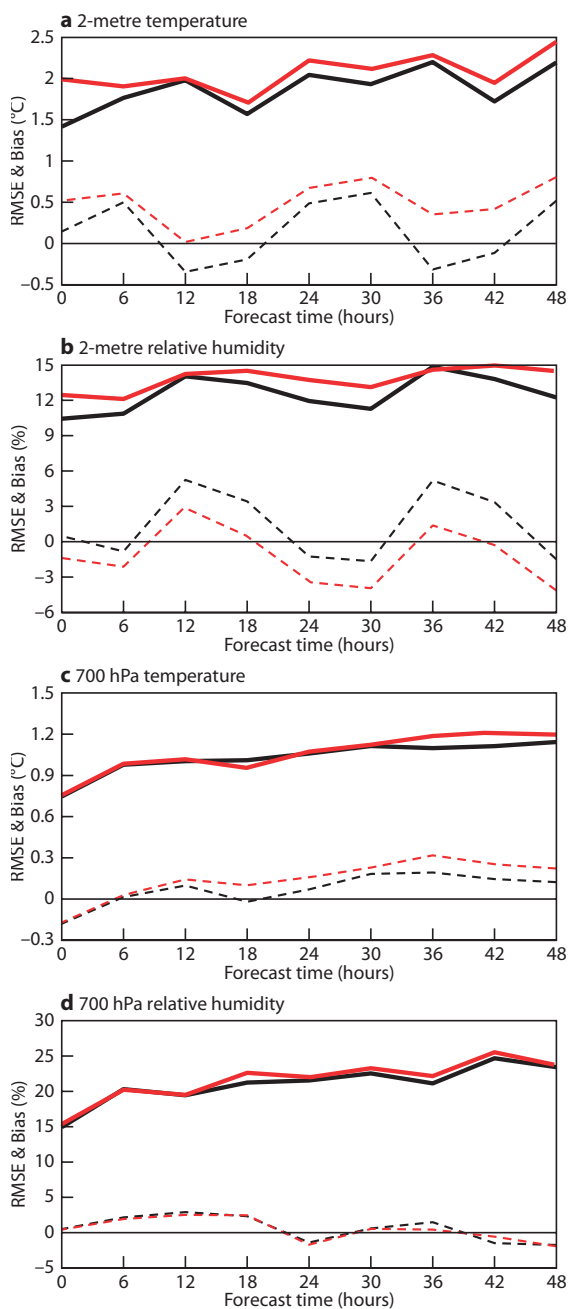 a 2-metre temperature
2.5
2
1.5
1
0.5
0
–0.5
RMSE & Bias (°C)
0 6 12 18 24 30 36 42 48
Forecast time (hours)
b 2-metre relative humidity
15
12
9
6
3
0
–3
–6
RMSE & Bias (%)
0 6 12 18 24 30 36 42 48
Forecast time (hours)
c 700 hPa temperature
1.5
1.2
0.9
0.6
0.3
0
–0.3
RMSE & Bias (°C)
0 6 12 18 24 30 36 42 48
Forecast time (hours)
d 700 hPa relative humidity
30
25
20
15
10
5
0
–5
RMSE & Bias (%)
0 6 12 18 24 30 36 42 48
Forecast time (hours)